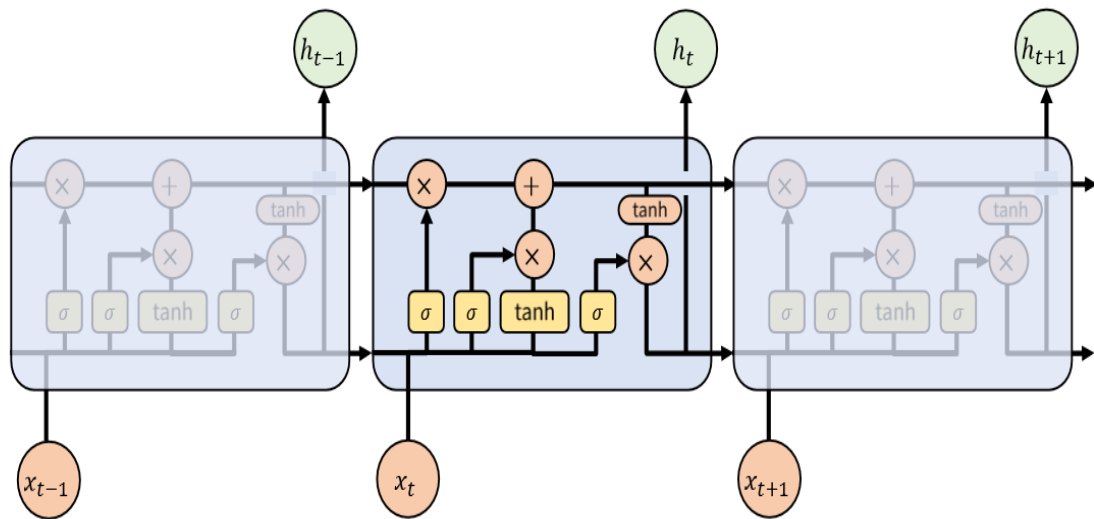 h_{t-1} h_t h_{t+1}
× + × + × +
tanh tanh tanh
× × × × × ×
σ σ tanh σ σ σ tanh σ σ σ tanh σ
x_{t-1} x_t x_{t+1}